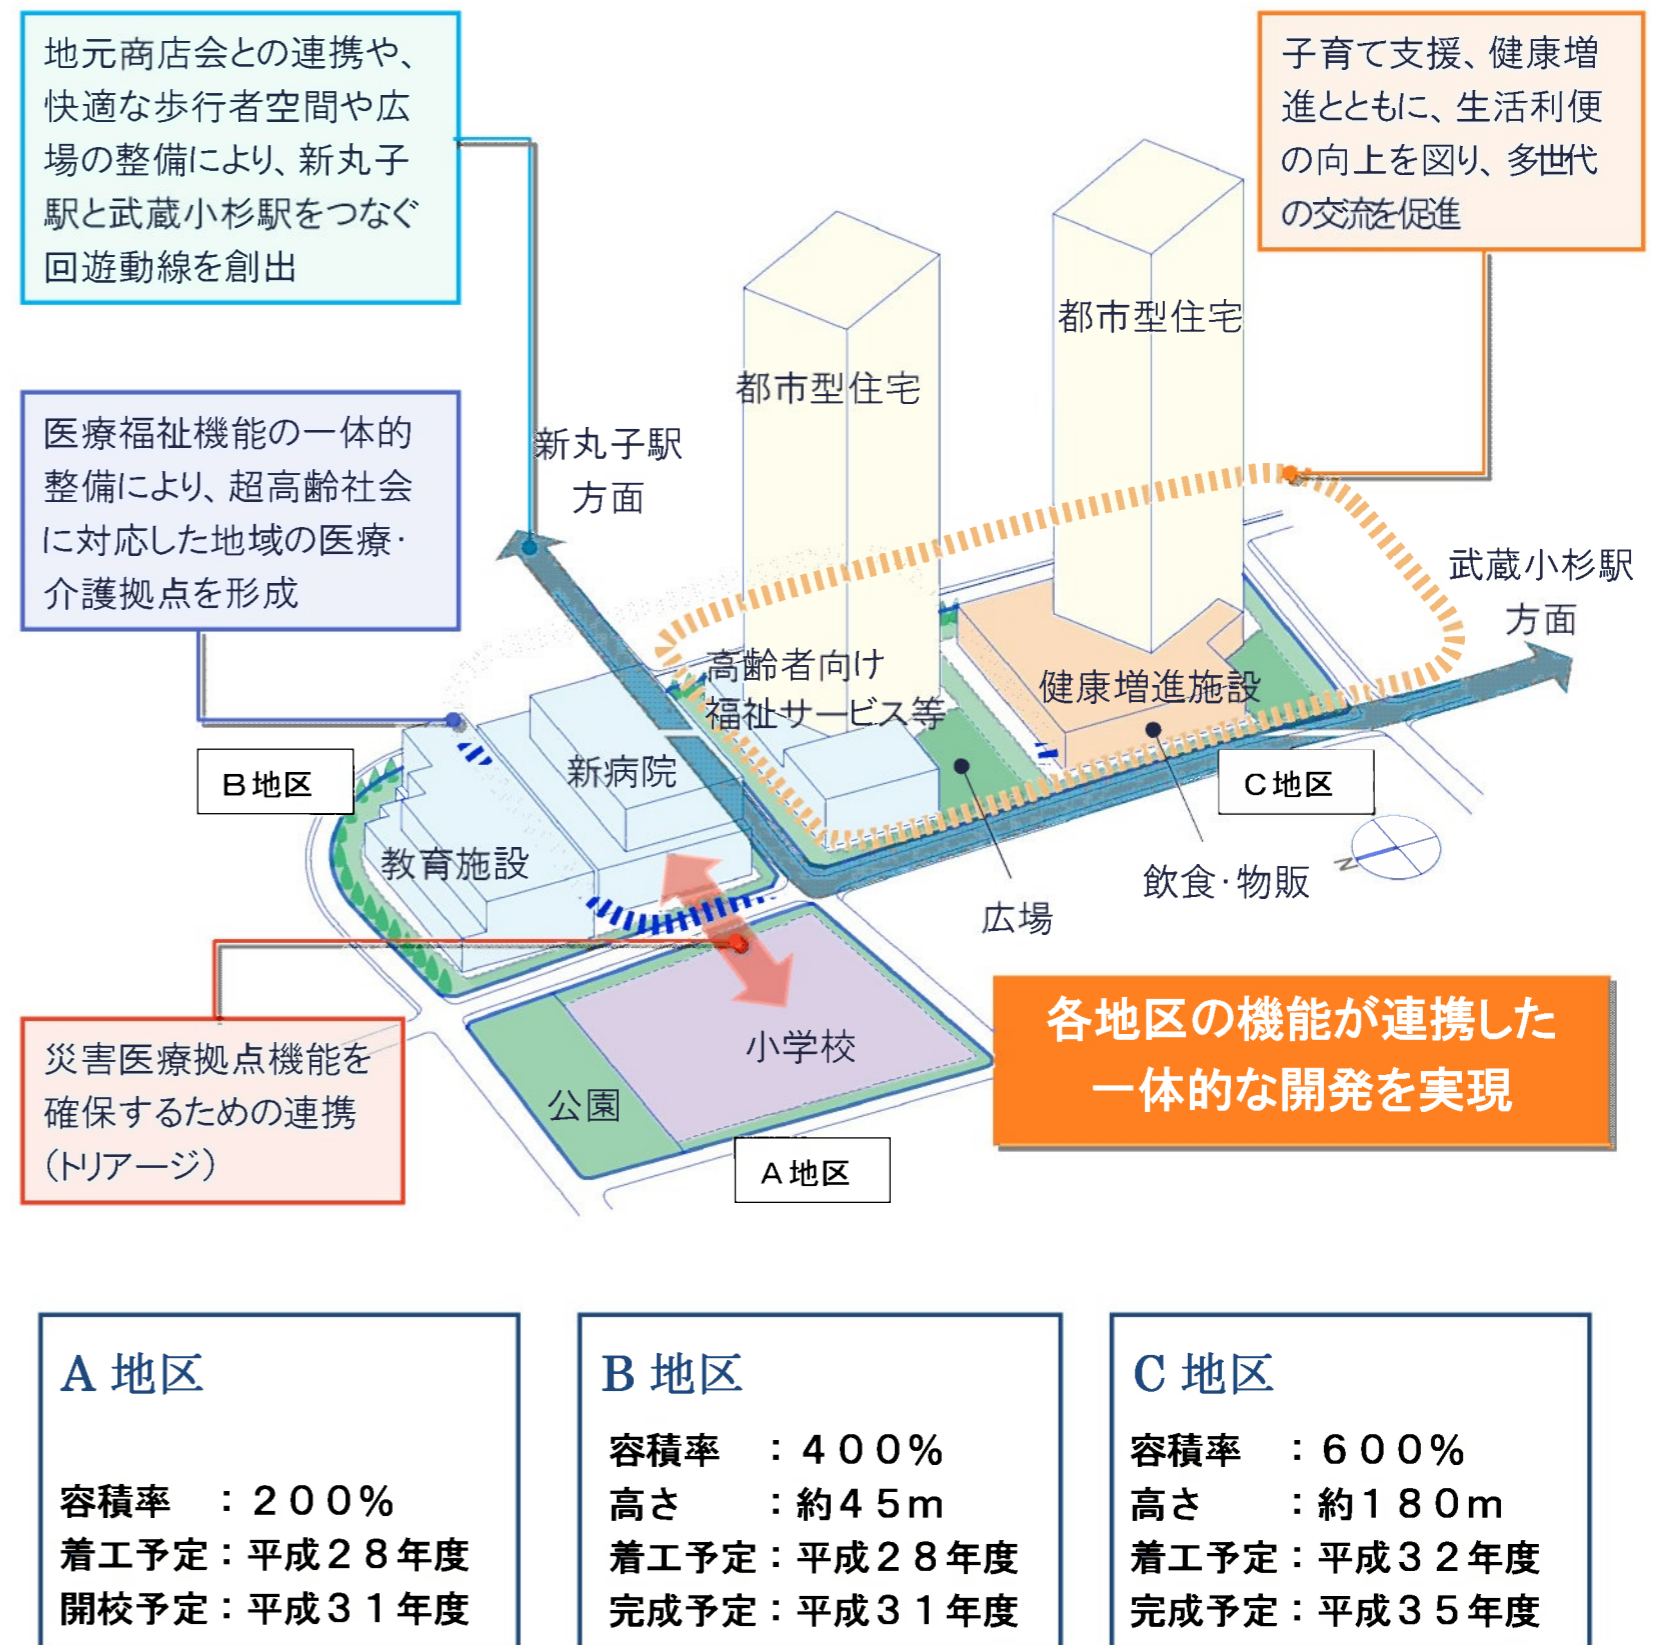 地元商店会との連携や、
快適な歩行者空間や広
場の整備により、新丸子
駅と武蔵小杉駅をつなぐ
回遊動線を創出
子育て支援、健康増
進とともに、生活利便
の向上を図り、多世代
の交流を促進
都市型住宅
都市型住宅
医療福祉機能の一体的
整備により、超高齢社会
に対応した地域の医療・
介護拠点を形成
新丸子駅
方面
武蔵小杉駅
方面
高齢者向け
福祉サービス等
健康増進施設
新病院
B地区
C地区
教育施設
飲食・物販
広場
N
災害医療拠点機能を
確保するための連携
（トリアージ）
小学校
公園
A地区
各地区の機能が連携した
一体的な開発を実現
A 地区
容積率　：２００％
着工予定：平成２８年度
開校予定：平成３１年度
B 地区
容積率　：４００％
高さ　　：約４５ｍ
着工予定：平成２８年度
完成予定：平成３１年度
C 地区
容積率　：６００％
高さ　　：約１８０ｍ
着工予定：平成３２年度
完成予定：平成３５年度